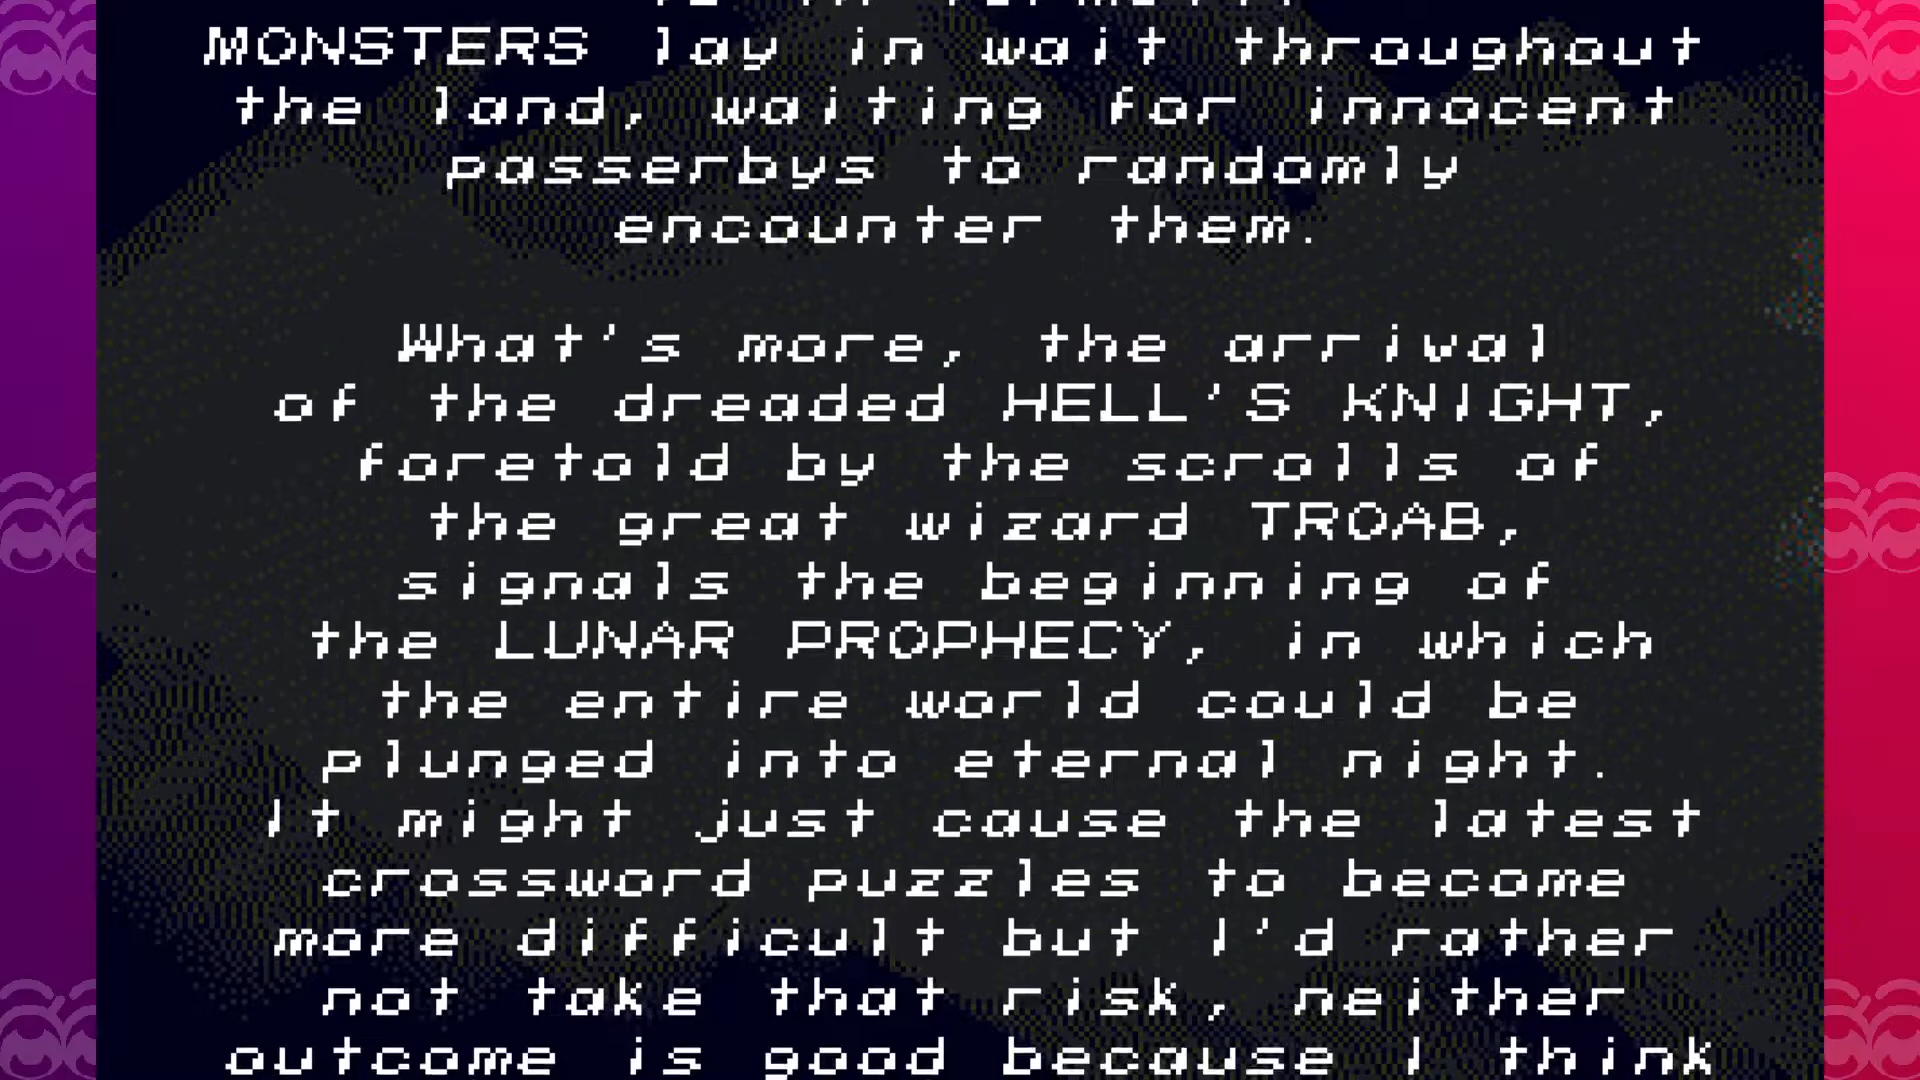 MONSTERS lay in wait throughout
the land, waiting for innocent
passerbys to randomly
encounter them.
What's more, the arrival
of the dreaded HELL'S KNIGHT,
foretold by the scrolls of
the great wizard TROAB,
signals the beginning of
the LUNAR PROPHECY, in which
the entire world could be
plunged into eternal night.
It might just cause the latest
crossword puzzles to become
more difficult but I'd rather
not take that risk, neither
outcome is good because I think